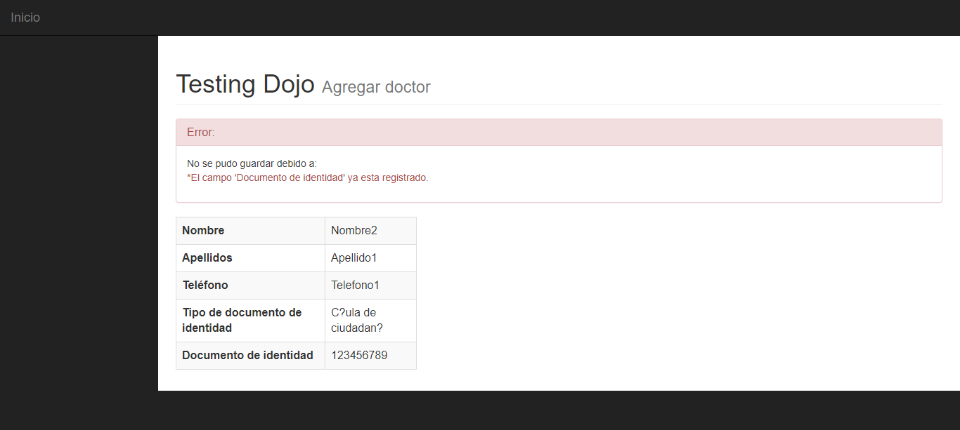 Inicio
Testing Dojo Agregar doctor
Error:
No se pudo guardar debido a:
*El campo 'Documento de identidad' ya esta registrado.
Nombre Nombre2
Apellidos Apellido1
Teléfono Telefono1
Tipo de documento de identidad C?ula de ciudadan?
Documento de identidad 123456789